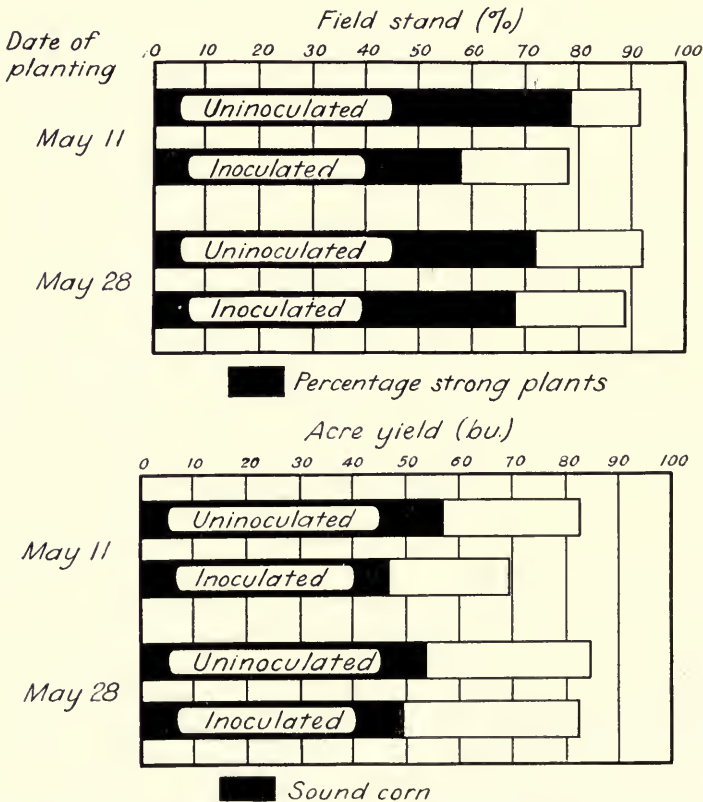 Field stand (%)
Date of planting
0 10 20 30 40 50 60 70 80 90 100
May 11
Uninoculated
Inoculated
May 28
Uninoculated
Inoculated
Percentage strong plants
Acre yield (bu.)
0 10 20 30 40 50 60 70 80 90 100
May 11
Uninoculated
Inoculated
May 28
Uninoculated
Inoculated
Sound corn